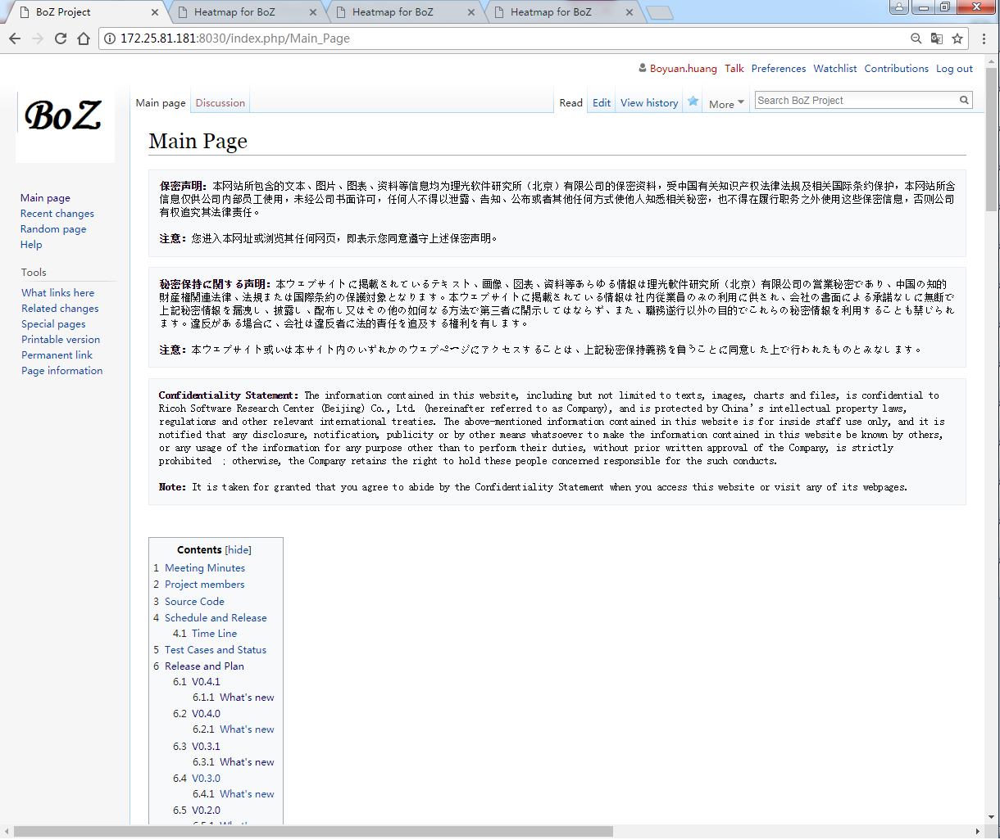 BoZ Project
Heatmap for BoZ
Heatmap for BoZ
Heatmap for BoZ
172.25.81.181:8030/index.php/Main_Page
Boyuan.huang Talk Preferences Watchlist Contributions Log out
BoZ
Main page Discussion
Read Edit View history More
Search BoZ Project
Main page
Recent changes
Random page
Help
Tools
What links here
Related changes
Special pages
Printable version
Permanent link
Page information
Main Page
保密声明：本网站所包含的文本、图片、图表、资料等信息均为理光软件研究所（北京）有限公司的保密资料，受中国有关知识产权法律法规及相关国际条约保护，本网站所含
信息仅供公司内部员工使用，未经公司书面许可，任何人不得以泄露、告知、公布或者其他任何方式使他人知悉相关秘密，也不得在履行职务之外使用这些保密信息，否则公司
有权追究其法律责任。
注意：您进入本网址或浏览其任何网页，即表示您同意遵守上述保密声明。
秘密保持に関する声明：本ウェブサイトに掲載されているテキスト、画像、図表、資料等あらゆる情報は理光軟件研究所（北京）有限公司の営業秘密であり、中国の知的
財産権関連法律、法規または国際条約の保護対象となります。本ウェブサイトに掲載されている情報は社内従業員のみの利用に供され、会社の書面による承諾なしに無断で
上記秘密情報を漏洩し、披露し、配布し又はその他の如何なる方法で第三者に開示してはならず、また、職務遂行以外の目的でこれらの秘密情報を利用することも禁じられ
ます。違反がある場合に、会社は違反者に法的責任を追及する権利を有します。
注意：本ウェブサイト或いは本サイト内のいずれかのウェブページにアクセスすることは、上記秘密保持義務を負うことに同意した上で行われたものとみなします。
Confidentiality Statement: The information contained in this website, including but not limited to texts, images, charts and files, is confidential to
Ricoh Software Research Center (Beijing) Co., Ltd. (hereinafter referred to as Company), and is protected by China's intellectual property laws,
regulations and other relevant international treaties. The above-mentioned information contained in this website is for inside staff use only, and it is
notified that any disclosure, notification, publicity or by other means whatsoever to make the information contained in this website be known by others,
or any usage of the information for any purpose other than to perform their duties, without prior written approval of the Company, is strictly
prohibited ; otherwise, the Company retains the right to hold these people concerned responsible for the such conducts.
Note: It is taken for granted that you agree to abide by the Confidentiality Statement when you access this website or visit any of its webpages.
Contents [hide]
1 Meeting Minutes
2 Project members
3 Source Code
4 Schedule and Release
4.1 Time Line
5 Test Cases and Status
6 Release and Plan
6.1 V0.4.1
6.1.1 What's new
6.2 V0.4.0
6.2.1 What's new
6.3 V0.3.1
6.3.1 What's new
6.4 V0.3.0
6.4.1 What's new
6.5 V0.2.0